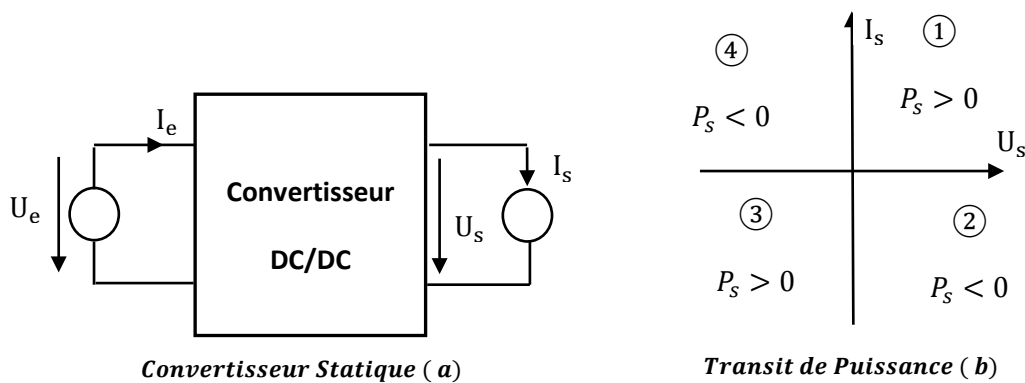 I_e
U_e
Convertisseur
DC/DC
U_s
I_s
Convertisseur Statique ( a)
I_s
①
④
P_s > 0
P_s < 0
U_s
③
②
P_s > 0
P_s < 0
Transit de Puissance ( b)